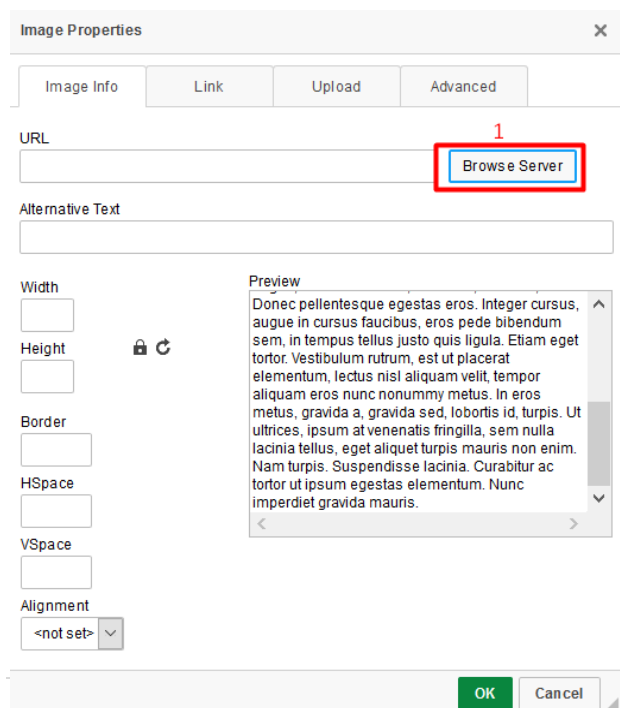 Image Properties
Image Info
Link
Upload
Advanced
1
URL
Browse Server
Alternative Text
Width
Height
Border
HSpace
VSpace
Alignment
<not set>
Preview
Donec pellentesque egestas eros. Integer cursus,
augue in cursus faucibus, eros pede bibendum
sem, in tempus tellus justo quis ligula. Etiam eget
tortor. Vestibulum rutrum, est ut placerat
elementum, lectus nisl aliquam velit, tempor
aliquam eros nunc nonummy metus. In eros
metus, gravida a, gravida sed, lobortis id, turpis. Ut
ultrices, ipsum at venenatis fringilla, sem nulla
lacinia tellus, eget aliquet turpis mauris non enim.
Nam turpis. Suspendisse lacinia. Curabitur ac
tortor ut ipsum egestas elementum. Nunc
imperdiet gravida mauris.
OK
Cancel